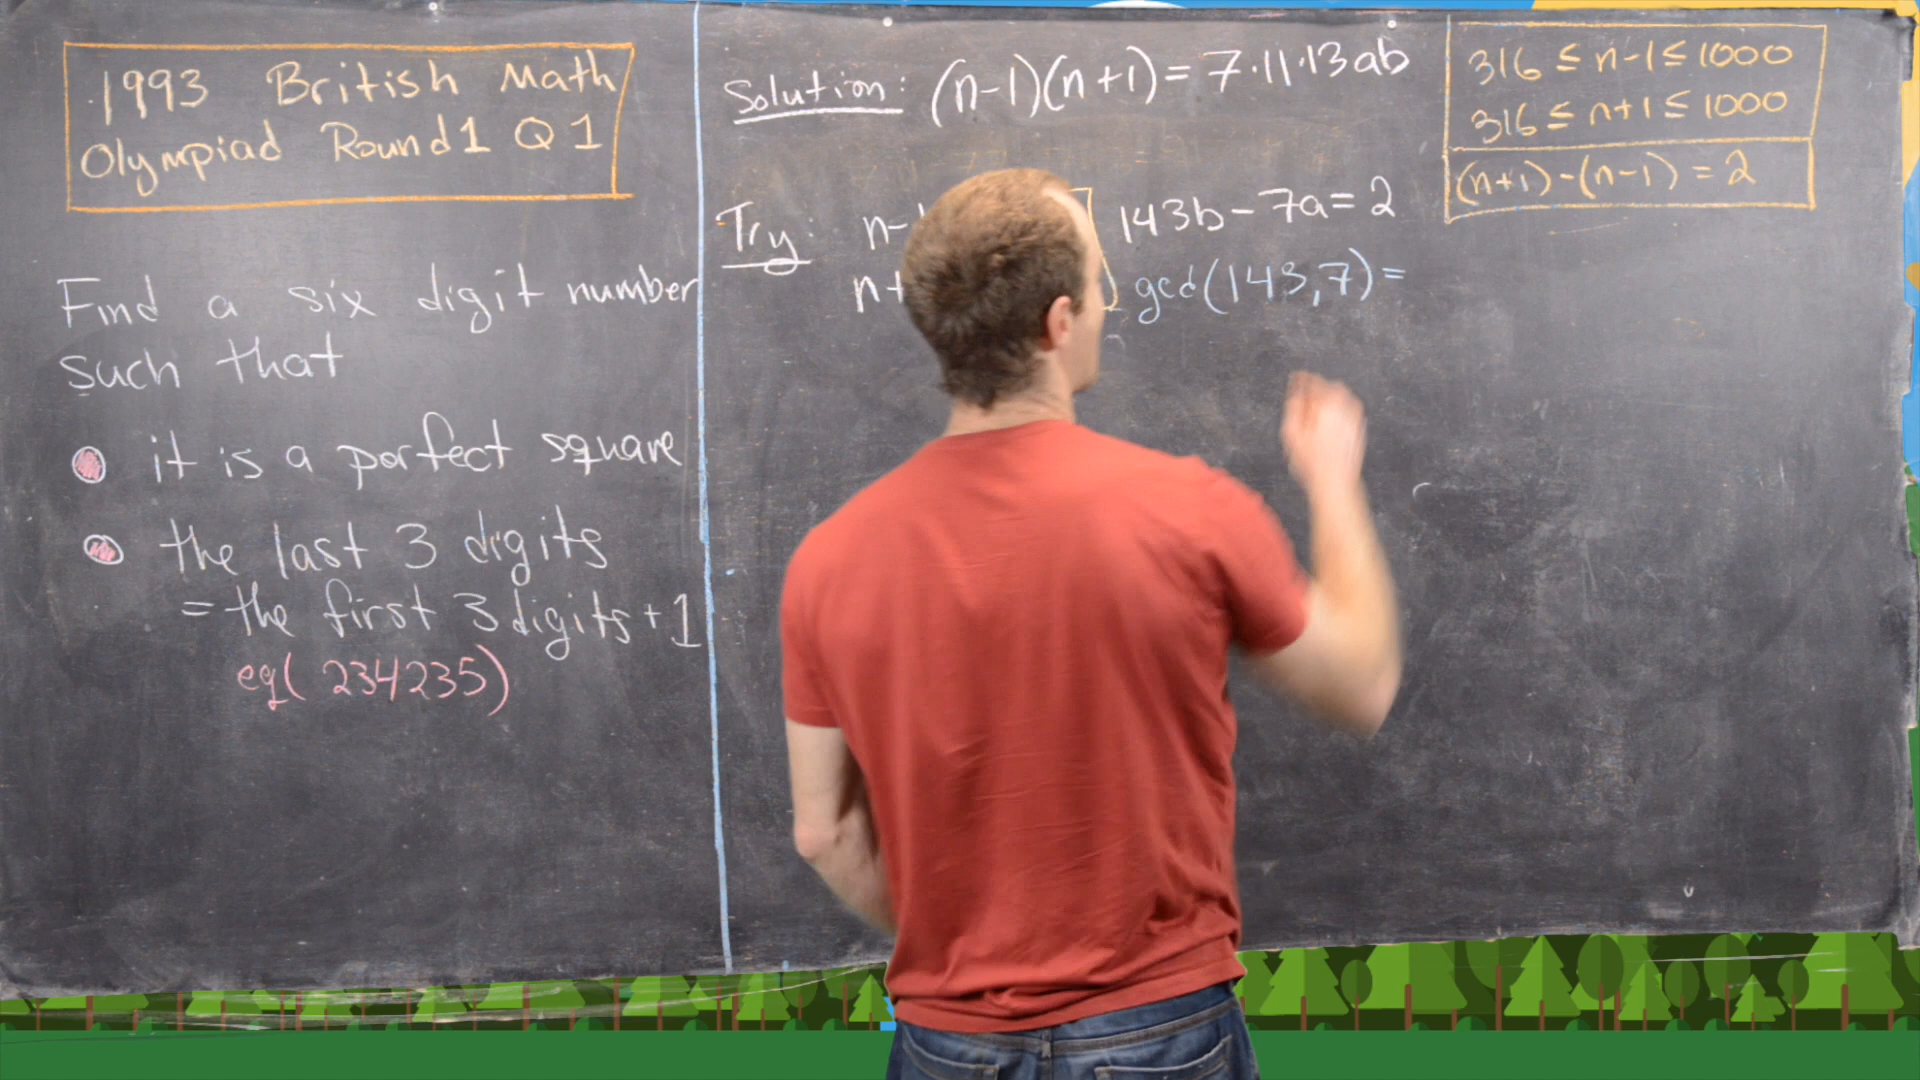 1993 British Math
Olympiad Round 1 Q1
Find a six digit number
such that
it is a perfect square
the last 3 digits
= the first 3 digits + 1
eg( 234235)
Solution: (n-1)(n+1) = 7·11·13ab
Try: n-
n+
143b - 7a = 2
gcd(143,7) =
316 ≤ n-1 ≤ 1000
316 ≤ n+1 ≤ 1000
(n+1)-(n-1) = 2